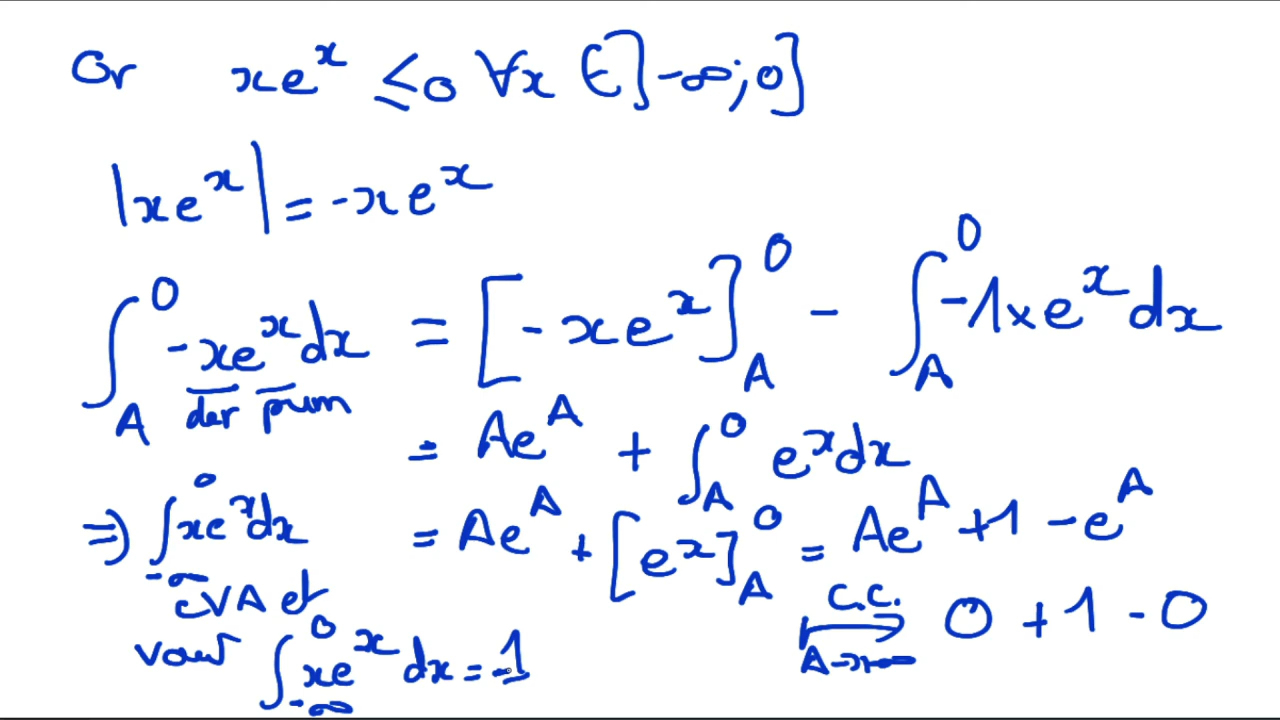 Or xe^x ≤ 0 ∀x ∈ ]-∞; 0]
|xe^x| = -xe^x
∫_A^0 -xe^x dx = [-xe^x]_A^0 - ∫_A^0 -1×e^x dx
der prim
= Ae^A + ∫_A^0 e^x dx
⇒) ∫_{-∞}^0 xe^x dx = Ae^A + [e^x]_A^0 = Ae^A + 1 - e^A
CVA et C.C. ↦_{A→-∞} 0 + 1 - 0
vaut ∫_{-∞}^0 xe^x dx = -1